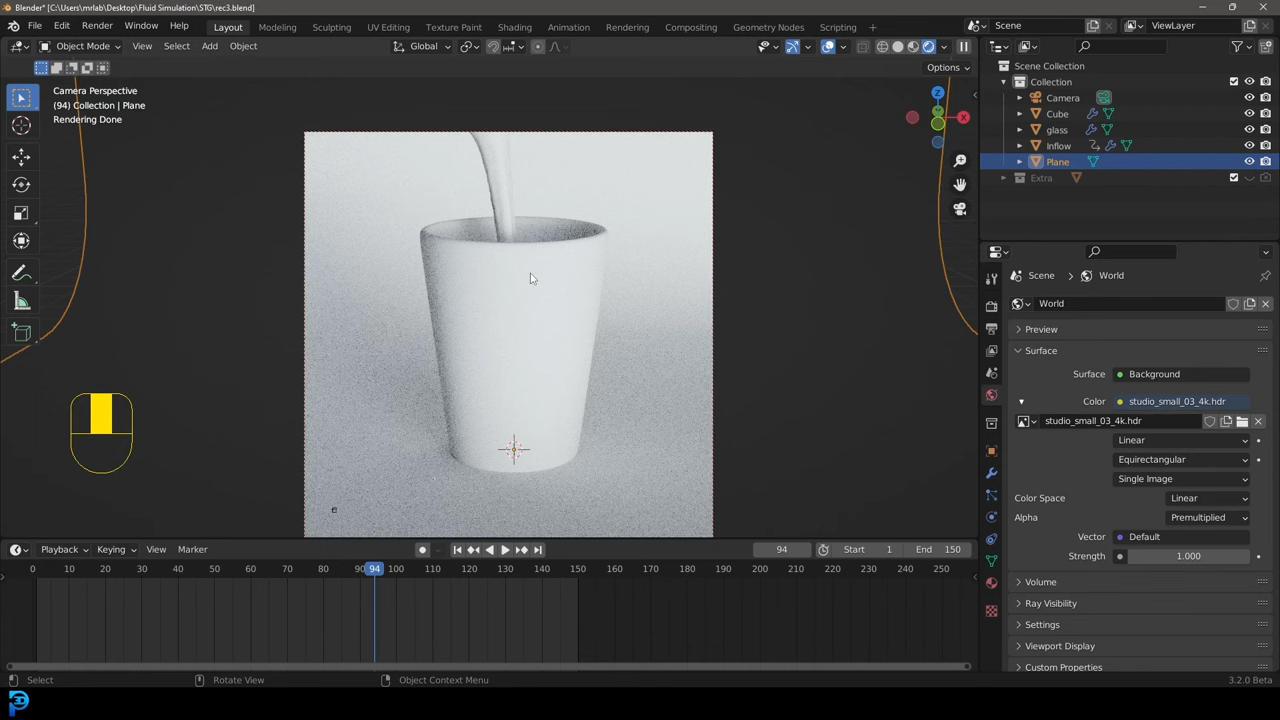 Blender* [C:\Users\mrlab\Desktop\Fluid Simulation\STG\rec3.blend]
File Edit Render Window Help Layout Modeling Sculpting UV Editing Texture Paint Shading Animation Rendering Compositing Geometry Nodes Scripting Scene ViewLayer
Object Mode View Select Add Object Global
Options
Camera Perspective
(94) Collection | Plane
Rendering Done
Z
Y
X
Scene Collection
Collection
Camera
Cube
glass
Inflow
Plane
Extra
Scene > World
World
Preview
Surface
Surface Background
Color studio_small_03_4k.hdr
studio_small_03_4k.hdr
Linear
Equirectangular
Single Image
Color Space Linear
Alpha Premultiplied
Vector Default
Strength 1.000
Volume
Ray Visibility
Settings
Viewport Display
Custom Properties
Playback Keying View Marker 94 Start 1 End 150
0 10 20 30 40 50 60 70 80 90 94 100 110 120 130 140 150 160 170 180 190 200 210 220 230 240 250
Select Rotate View Object Context Menu 3.2.0 Beta